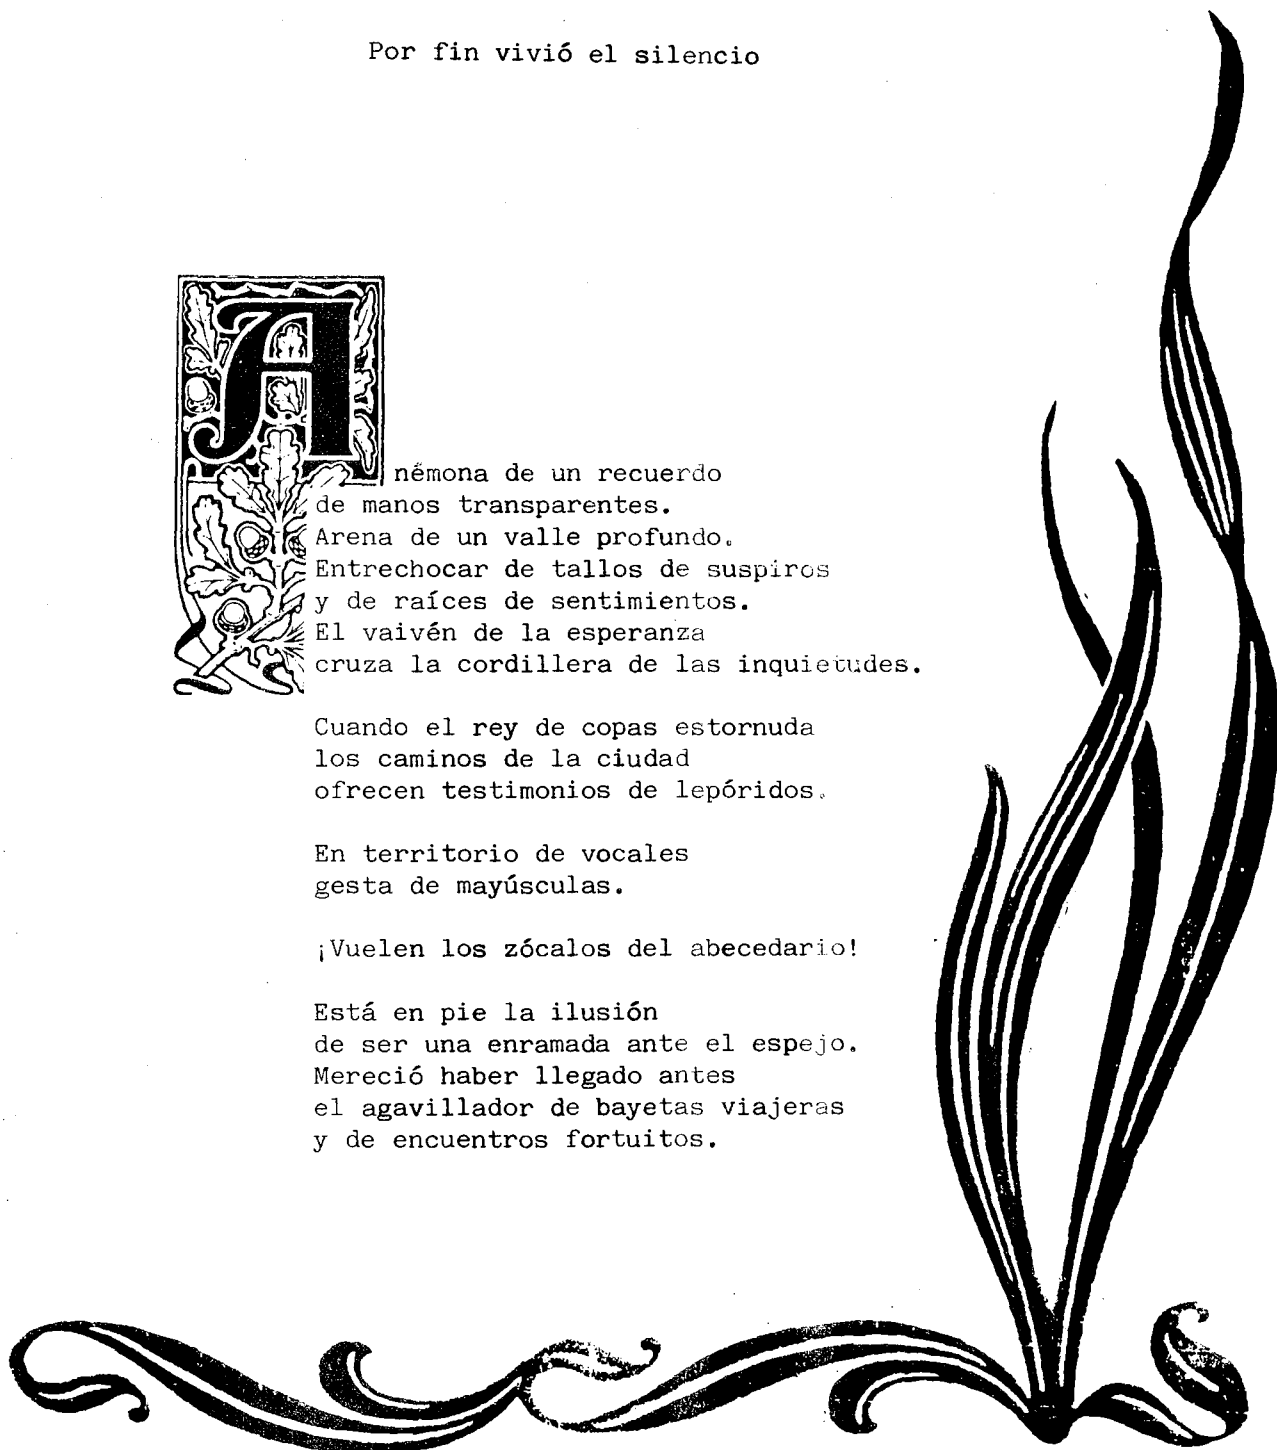 Por fin vivió el silencio
Anémona de un recuerdo
de manos transparentes.
Arena de un valle profundo.
Entrechocar de tallos de suspiros
y de raíces de sentimientos.
El vaivén de la esperanza
cruza la cordillera de las inquietudes.
Cuando el rey de copas estornuda
los caminos de la ciudad
ofrecen testimonios de lepóridos.
En territorio de vocales
gesta de mayúsculas.
¡Vuelen los zócalos del abecedario!
Está en pie la ilusión
de ser una enramada ante el espejo.
Mereció haber llegado antes
el agavillador de bayetas viajeras
y de encuentros fortuitos.